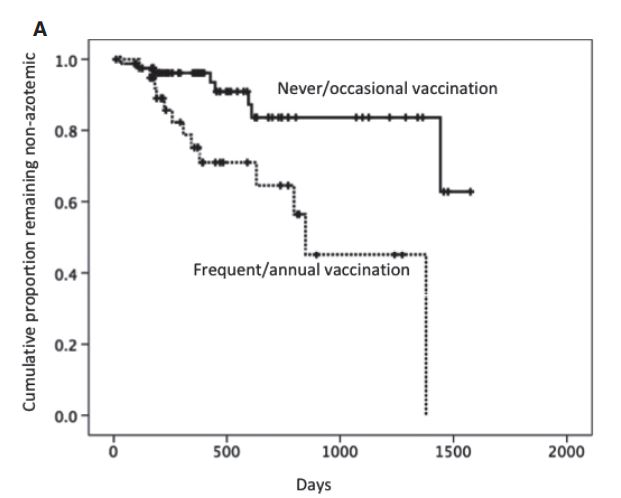 A
Cumulative proportion remaining non-azotemic
1.0
0.8
0.6
0.4
0.2
0.0
Never/occasional vaccination
Frequent/annual vaccination
0 500 1000 1500 2000
Days